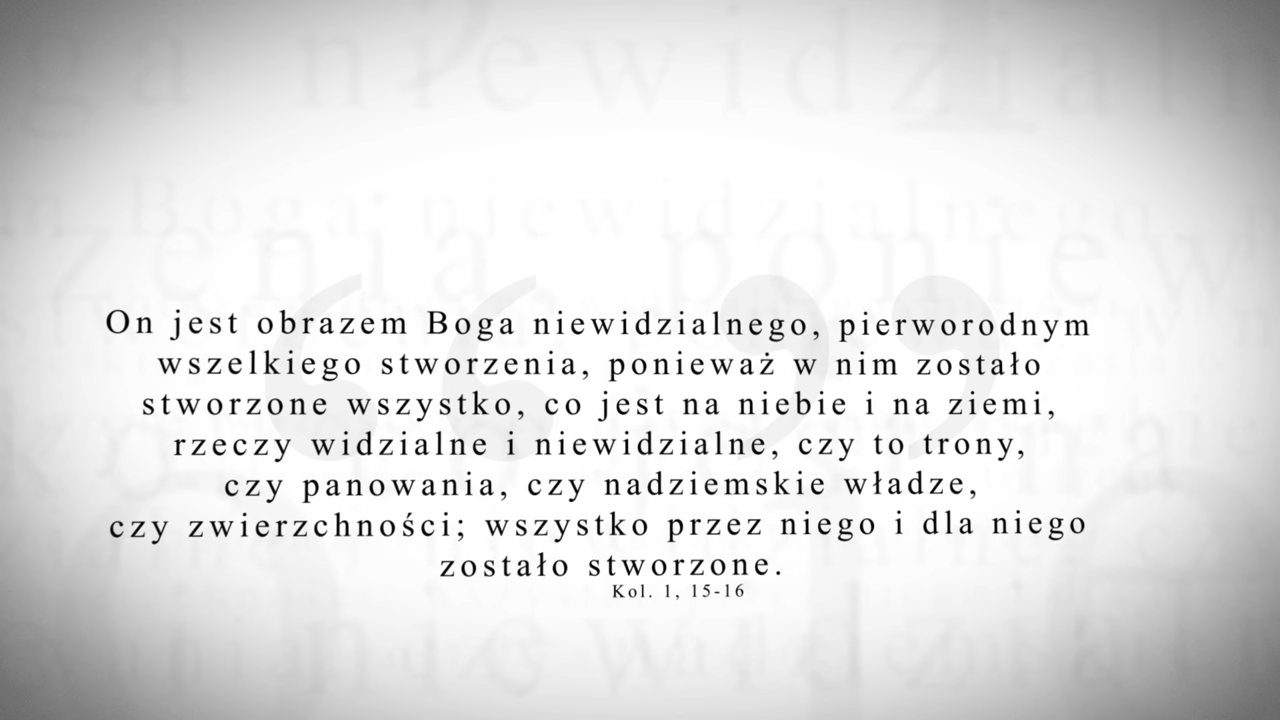 On jest obrazem Boga niewidzialnego, pierworodnym
wszelkiego stworzenia, ponieważ w nim zostało
stworzone wszystko, co jest na niebie i na ziemi,
rzeczy widzialne i niewidzialne, czy to trony,
czy panowania, czy nadziemskie władze,
czy zwierzchności; wszystko przez niego i dla niego
zostało stworzone.
Kol. 1, 15-16